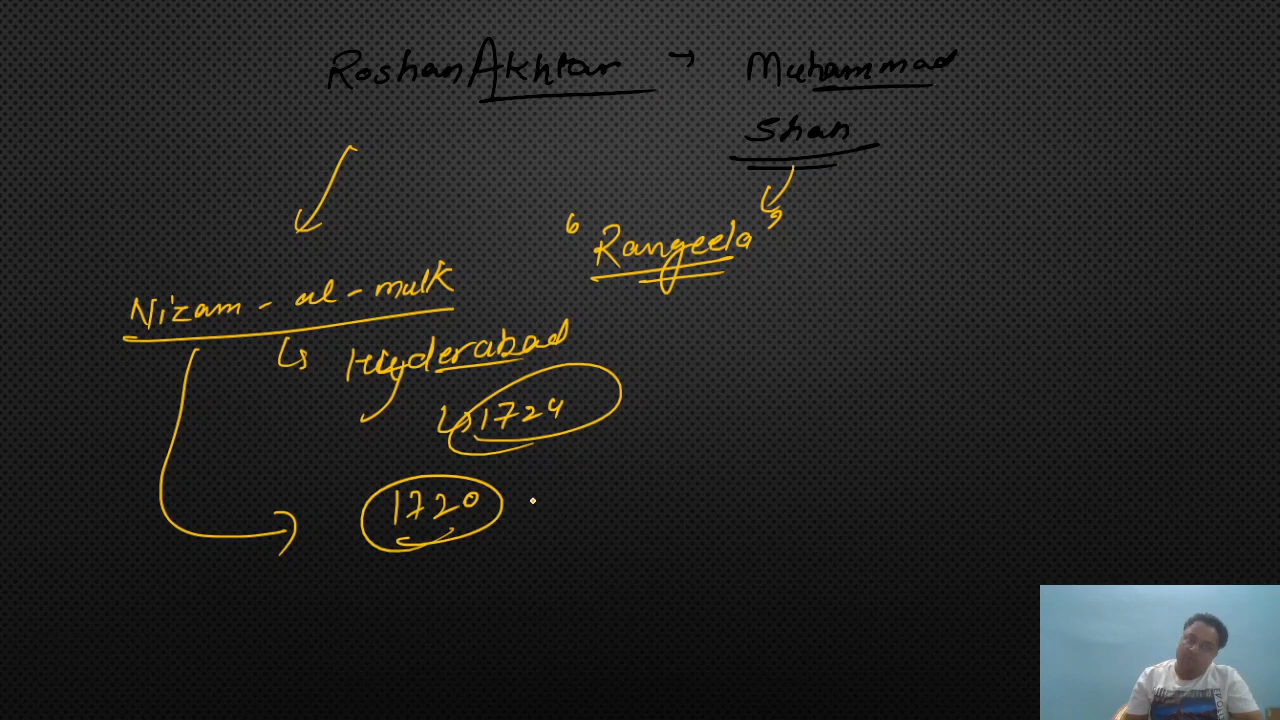 Roshan Akhtar → Muhammad
Shah
"Rangeela"
Nizam-ul-mulk
↳ Hyderabad
↳ 1724
1720